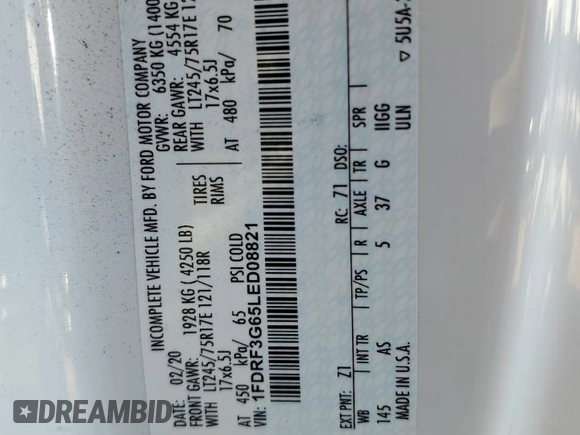 INCOMPLETE VEHICLE MFD. BY FORD MOTOR COMPANY
DATE: 02/20 GVWR: 6350 KG (1400
FRONT GAWR: 1928 KG ( 4250 LB) REAR GAWR: 4554 KG
WITH LT245/75R17E 121/118R TIRES WITH LT245/75R17E 12
17x6.5J RIMS 17x6.5J
AT 450 kPa/ 65 PSI COLD AT 480 kPa/ 70
VIN: 1FDRF3G65LED08821
EXT PNT: Z1 RC: 71 DSO:
WB INT TR TP/PS R AXLE TR SPR
145 AS 5 37 G IIGG
MADE IN U.S.A. ULN
▽ 5U5A-
DREAMBID